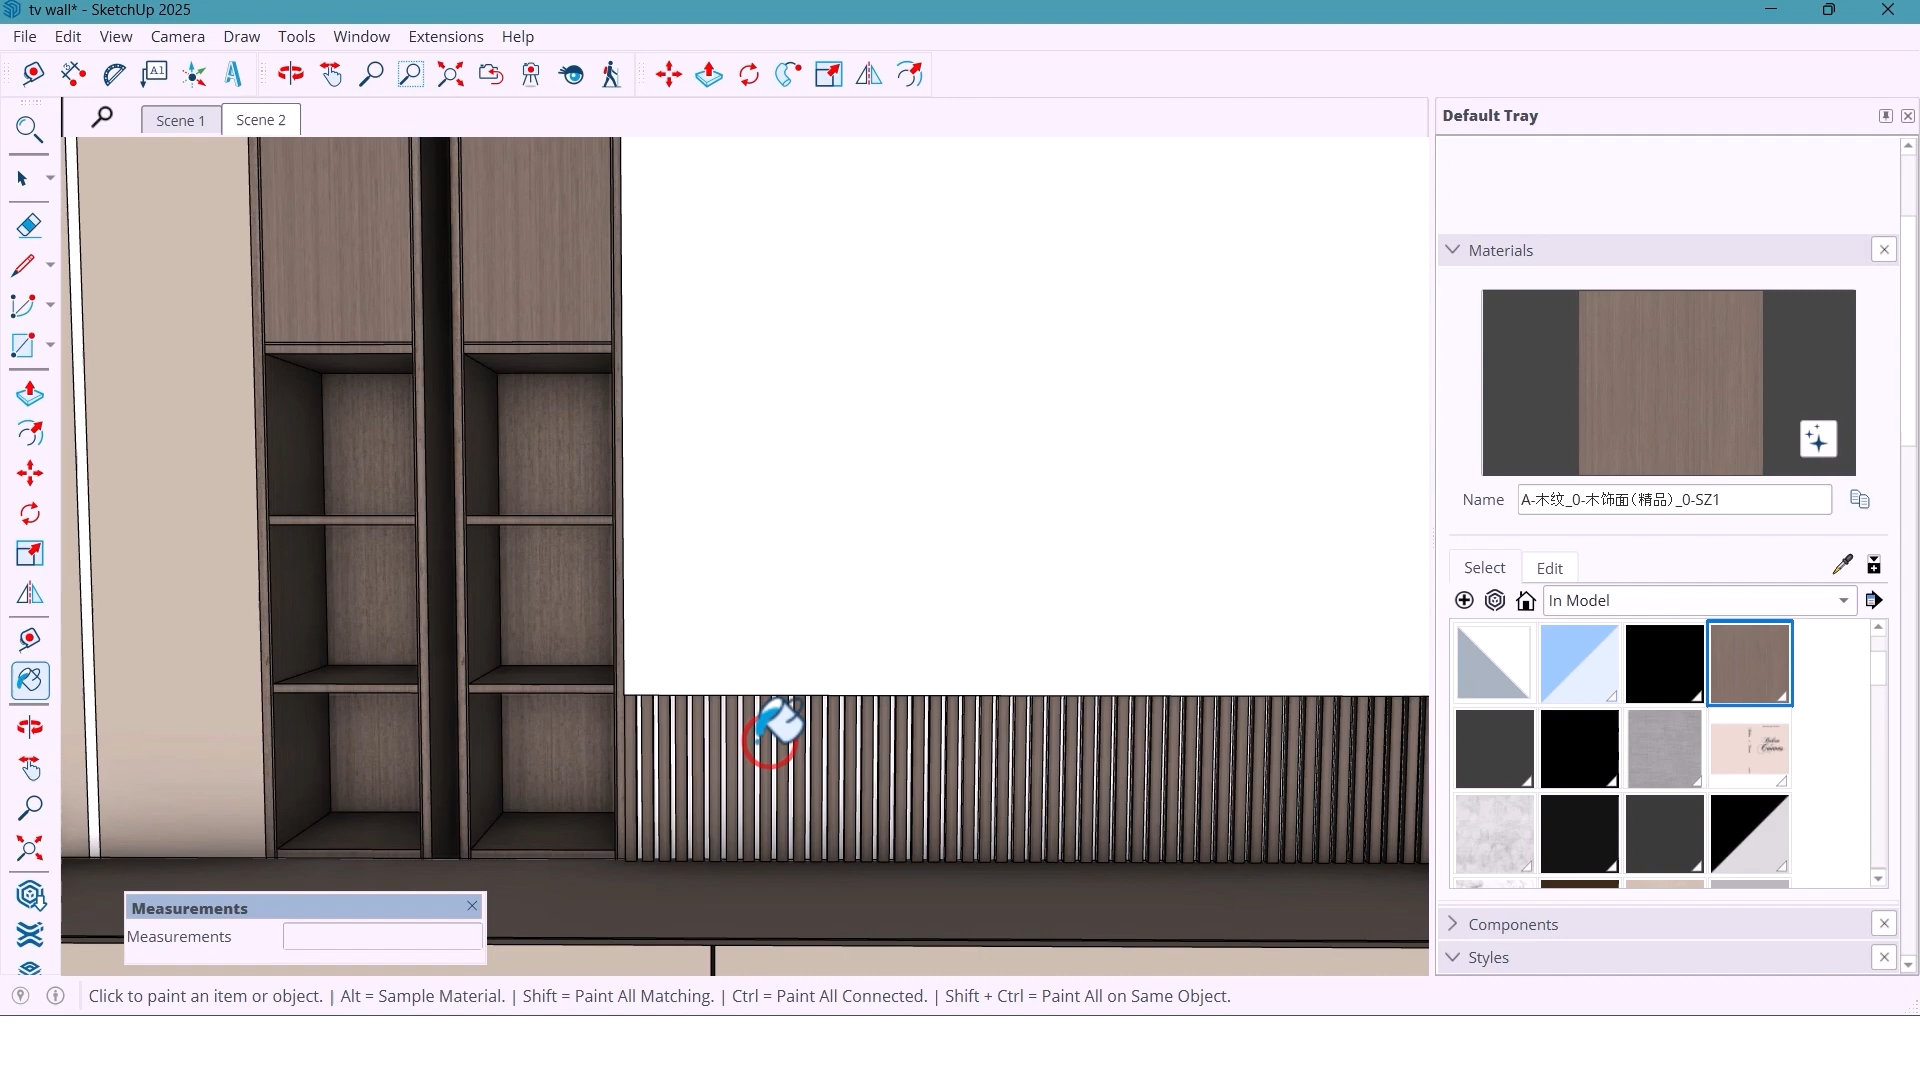 tv wall* - SketchUp 2025
File Edit View Camera Draw Tools Window Extensions Help
A1
Scene 1 Scene 2
Default Tray
Materials
Name A-木纹_0-木饰面(精品)_0-SZ1
Select Edit
In Model
Components
Styles
Measurements
Measurements
Click to paint an item or object. | Alt = Sample Material. | Shift = Paint All Matching. | Ctrl = Paint All Connected. | Shift + Ctrl = Paint All on Same Object.